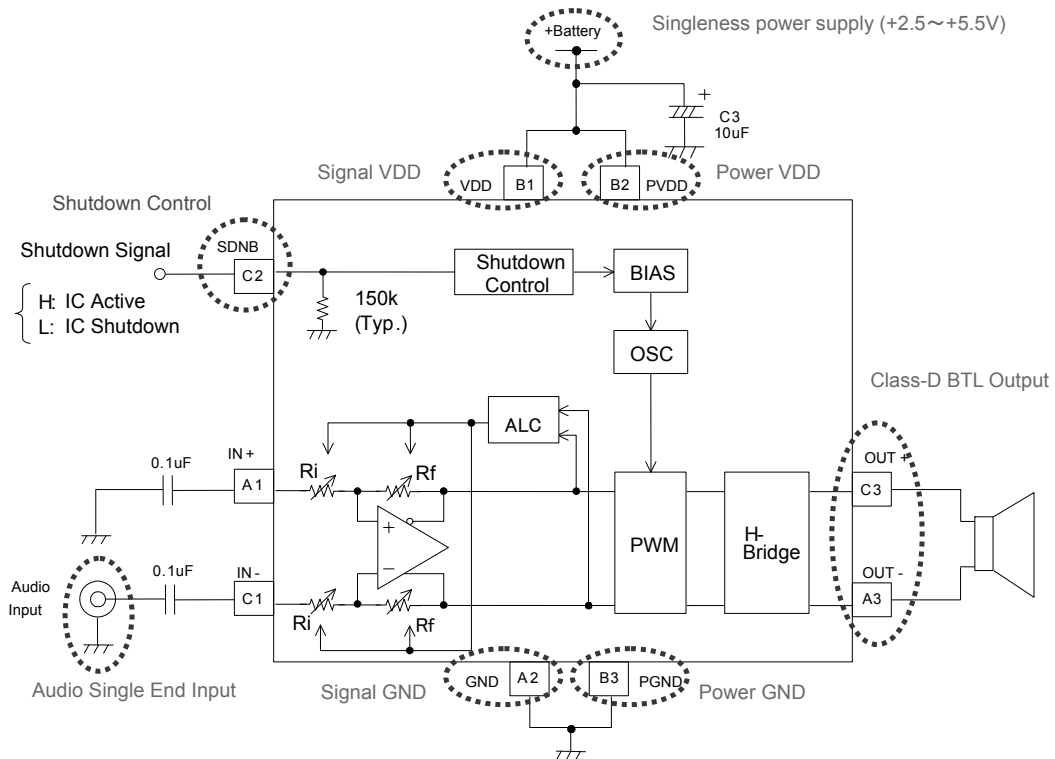 Singleness power supply (+2.5～+5.5V)
+Battery
+
C3
10uF
Signal VDD
VDD
B1
B2
PVDD
Power VDD
Shutdown Control
Shutdown Signal
SDNB
C2
H: IC Active
L: IC Shutdown
150k
(Typ.)
Shutdown
Control
BIAS
OSC
Class-D BTL Output
ALC
IN+
0.1uF
A1
Ri
Rf
OUT +
C3
+
−
PWM
H-
Bridge
Audio
Input
0.1uF
IN-
C1
Ri
Rf
OUT -
A3
Audio Single End Input
Signal GND
GND
A2
B3
PGND
Power GND